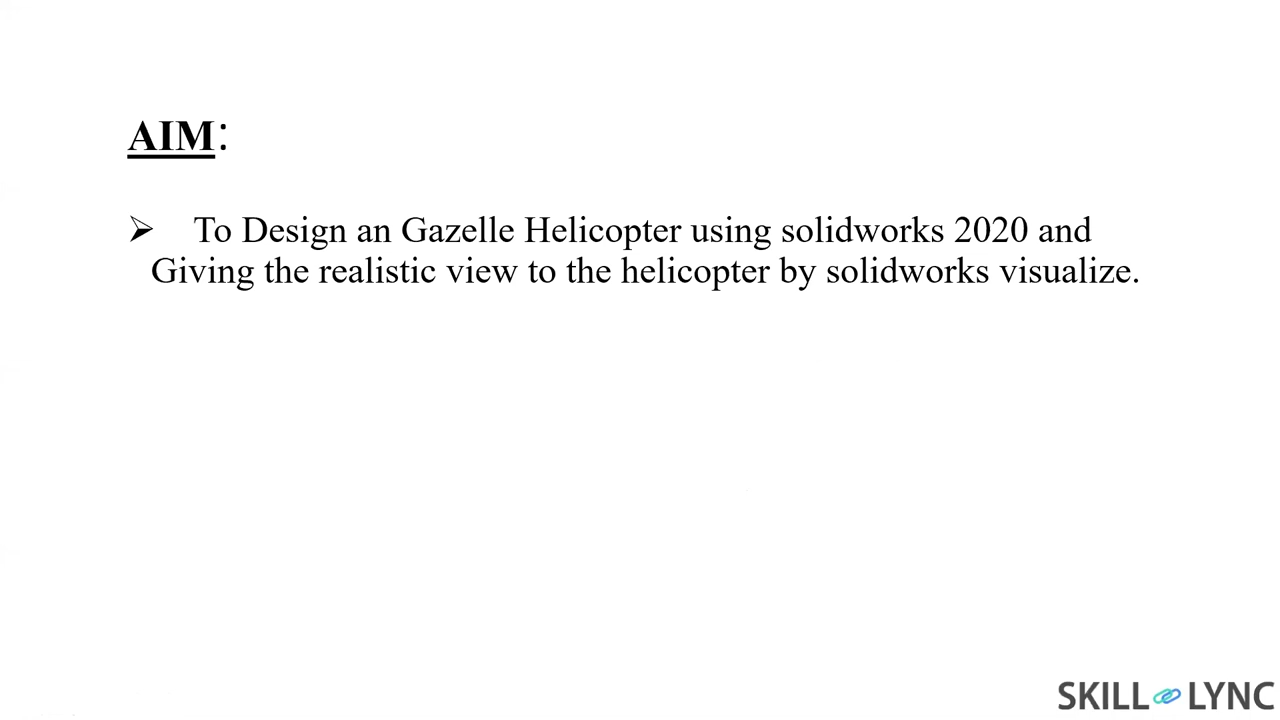 AIM:
➢ To Design an Gazelle Helicopter using solidworks 2020 and
Giving the realistic view to the helicopter by solidworks visualize.
SKILL LYNC